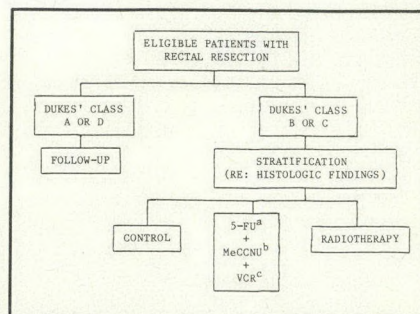 ELIGIBLE PATIENTS WITH
RECTAL RESECTION
DUKES' CLASS
A OR D
DUKES' CLASS
B OR C
FOLLOW-UP
STRATIFICATION
(RE: HISTOLOGIC FINDINGS)
CONTROL
5-FUᵃ
+
MeCCNUᵇ
+
VCRᶜ
RADIOTHERAPY